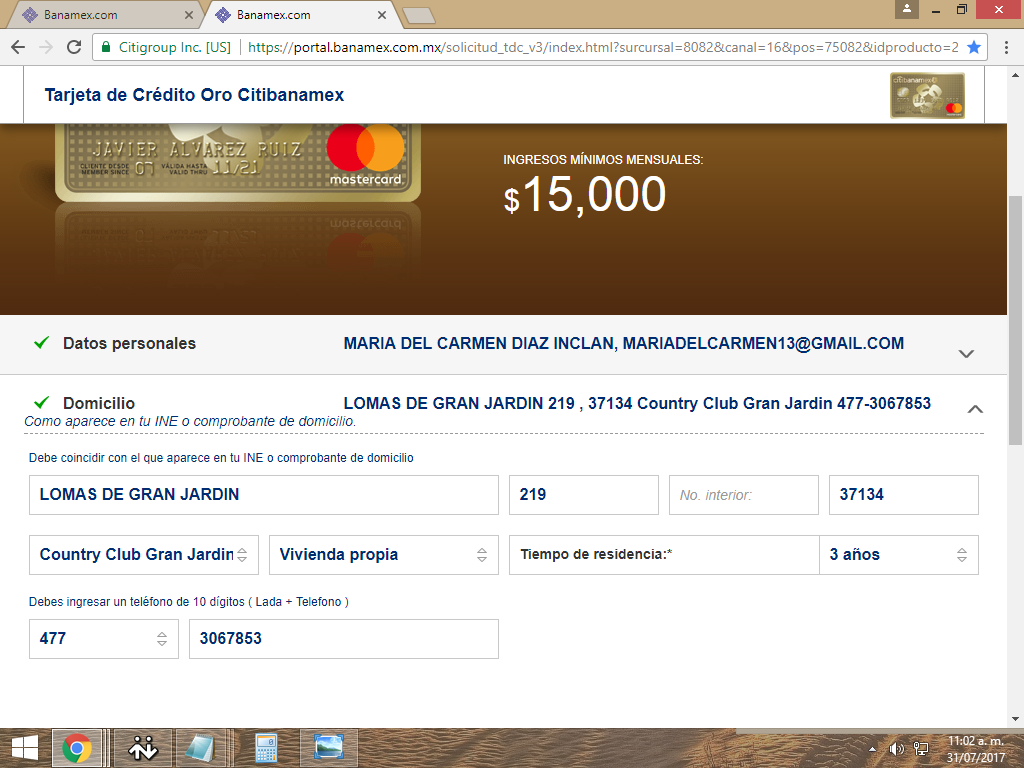 Banamex.com
Banamex.com
Citigroup Inc. [US] https://portal.banamex.com.mx/solicitud_tdc_v3/index.html?surcursal=8082&canal=16&pos=75082&idproducto=2
Tarjeta de Crédito Oro Citibanamex
citibanamex
JAVIER ALVAREZ RUIZ
CLIENTE DESDE
MEMBER SINCE 07 VÁLIDA HASTA
VALID THRU 11/21
mastercard.
INGRESOS MÍNIMOS MENSUALES:
$15,000
Datos personales MARIA DEL CARMEN DIAZ INCLAN, MARIADELCARMEN13@GMAIL.COM
Domicilio LOMAS DE GRAN JARDIN 219 , 37134 Country Club Gran Jardin 477-3067853
Como aparece en tu INE o comprobante de domicilio.
Debe coincidir con el que aparece en tu INE o comprobante de domicilio
LOMAS DE GRAN JARDIN 219 No. interior: 37134
Country Club Gran Jardin Vivienda propia Tiempo de residencia:* 3 años
Debes ingresar un teléfono de 10 dígitos ( Lada + Telefono )
477 3067853
11:02 a. m.
31/07/2017